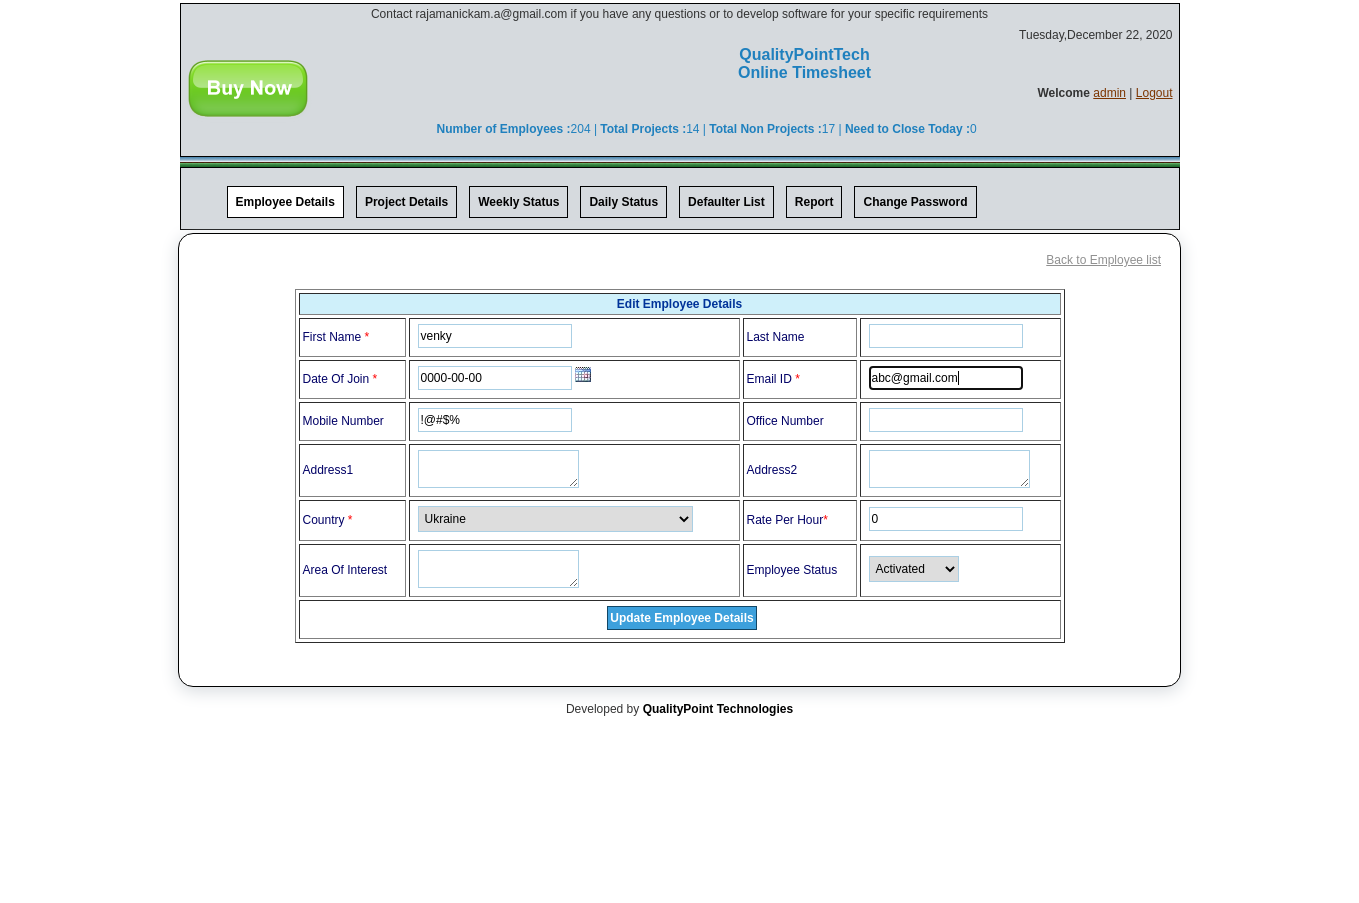 Contact rajamanickam.a@gmail.com if you have any questions or to develop software for your specific requirements
Tuesday,December 22, 2020
QualityPointTech
Online Timesheet
Buy Now
Welcome admin | Logout
Number of Employees :204 | Total Projects :14 | Total Non Projects :17 | Need to Close Today :0
Employee Details Project Details Weekly Status Daily Status Defaulter List Report Change Password
Back to Employee list
Edit Employee Details
First Name * venky Last Name
Date Of Join * 0000-00-00 Email ID * abc@gmail.com
Mobile Number !@#$% Office Number
Address1 Address2
Country * Ukraine Rate Per Hour* 0
Area Of Interest Employee Status Activated
Update Employee Details
Developed by QualityPoint Technologies